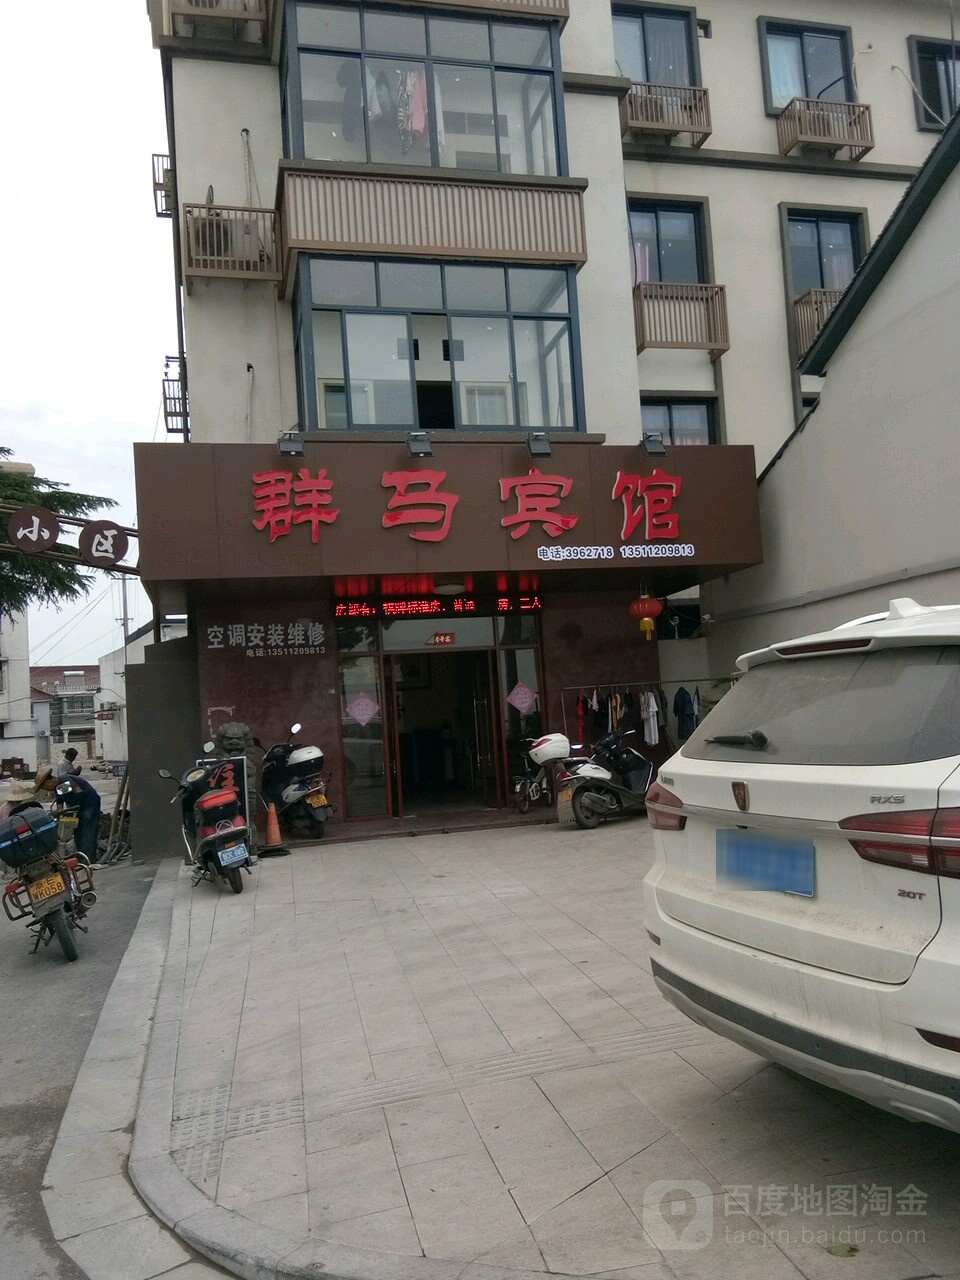 群马宾馆
电话:3962718 13511209813
小区
空调安装维修
电话:13511209813
住
RX5
20T
百度地图淘金
taojin.baidu.com